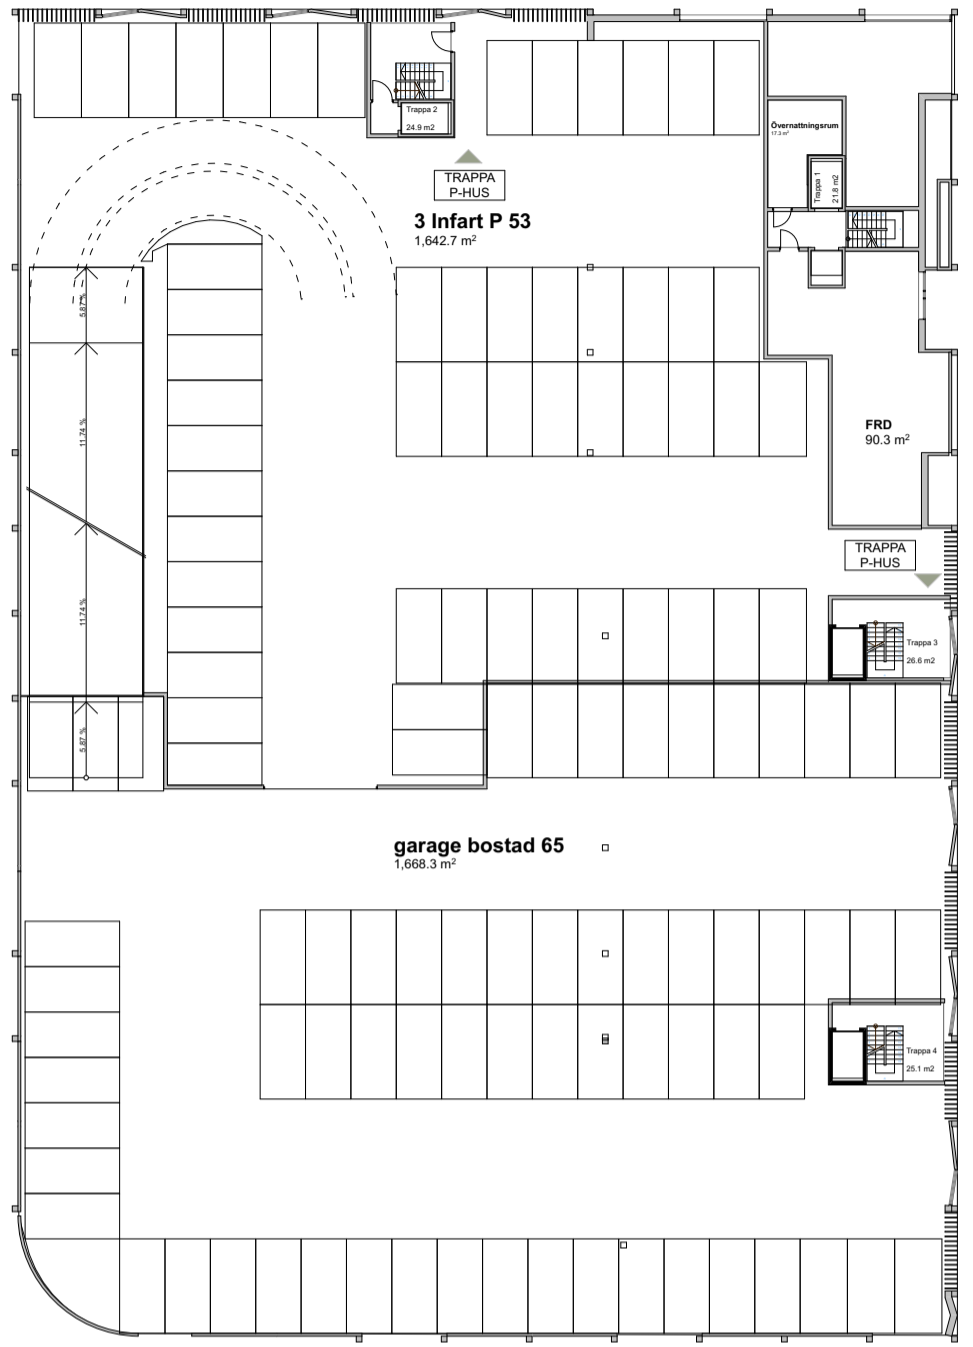 Trappa 2
24.9 m2
TRAPPA
P-HUS
3 Infart P 53
1,642.7 m²
Övernattningsrum
17.3 m²
Trappa 1
21.8 m2
5.87 %
11.74 %
11.74 %
5.87 %
FRD
90.3 m²
TRAPPA
P-HUS
Trappa 3
26.6 m2
garage bostad 65
1,668.3 m²
Trappa 4
25.1 m2